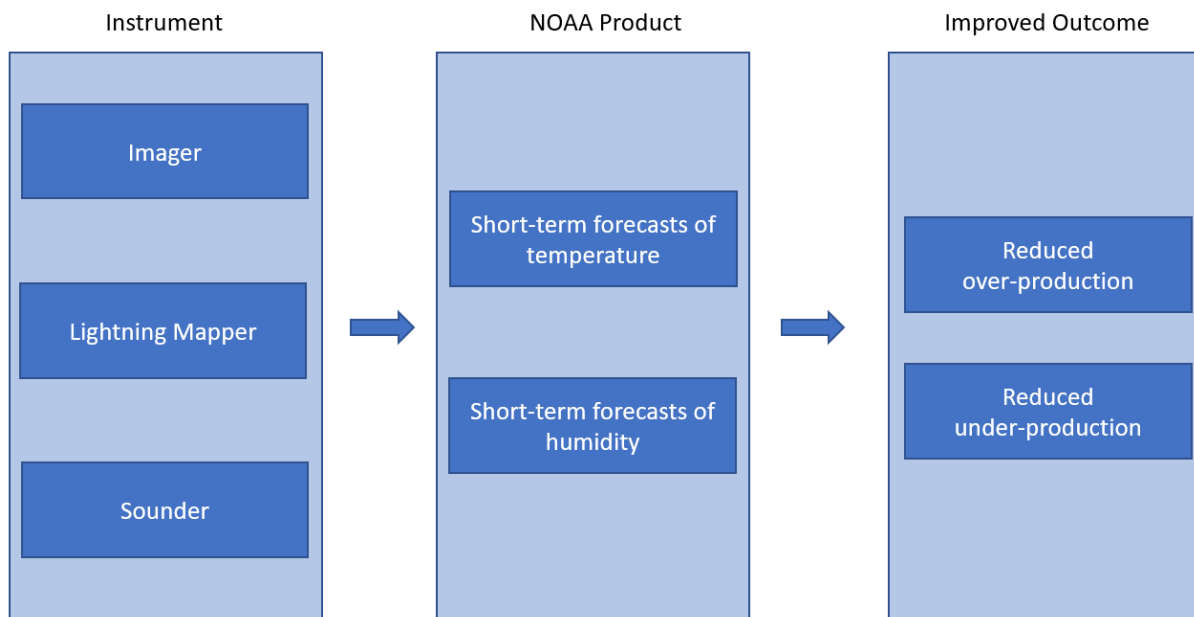 Instrument
Imager
Lightning Mapper
Sounder
NOAA Product
Short-term forecasts of
temperature
Short-term forecasts of
humidity
Improved Outcome
Reduced
over-production
Reduced
under-production